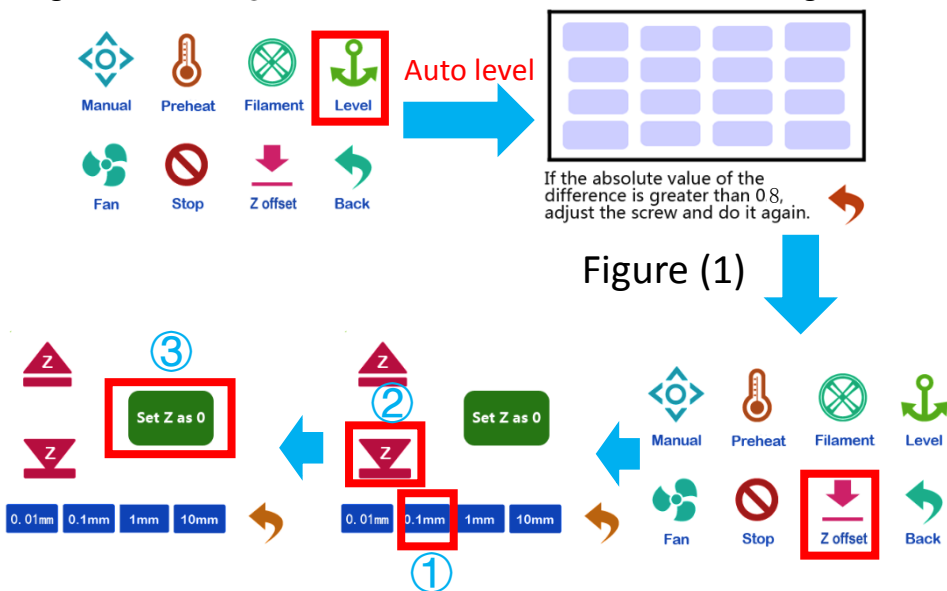 Manual Preheat Filament Level
Auto level
Fan Stop Z offset Back
If the absolute value of the
difference is greater than 0.8,
adjust the screw and do it again.
Figure (1)
Manual Preheat Filament Level
Fan Stop Z offset Back
Z
②
Set Z as 0
Z
0.01mm 0.1mm 1mm 10mm
①
Z
③
Set Z as 0
Z
0.01mm 0.1mm 1mm 10mm